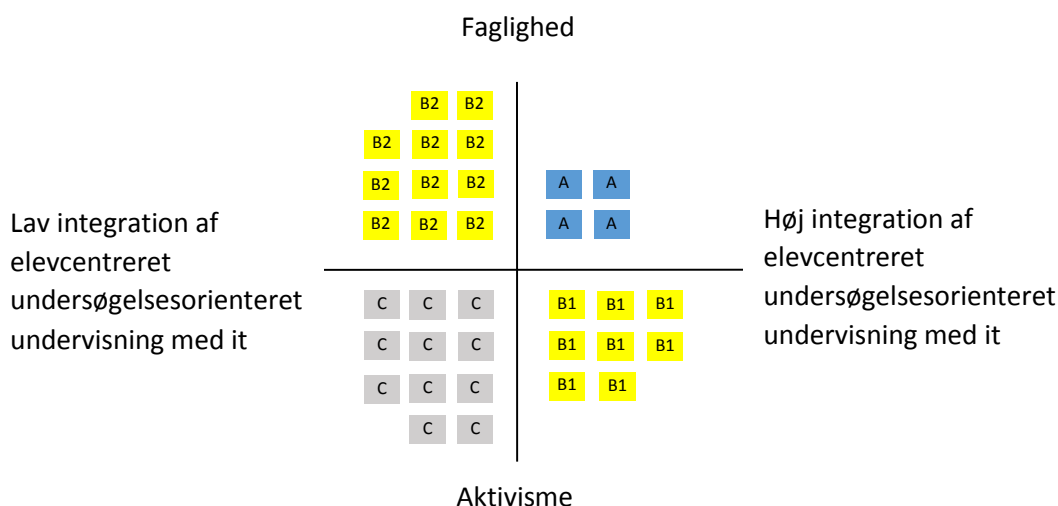 Faglighed
B2 B2
B2 B2 B2
B2 B2 B2
B2 B2 B2
A A
A A
Lav integration af
elevcentreret
undersøgelsesorienteret
undervisning med it
Høj integration af
elevcentreret
undersøgelsesorienteret
undervisning med it
C C C
C C C
C C C
C C
B1 B1 B1
B1 B1 B1
B1 B1
Aktivisme